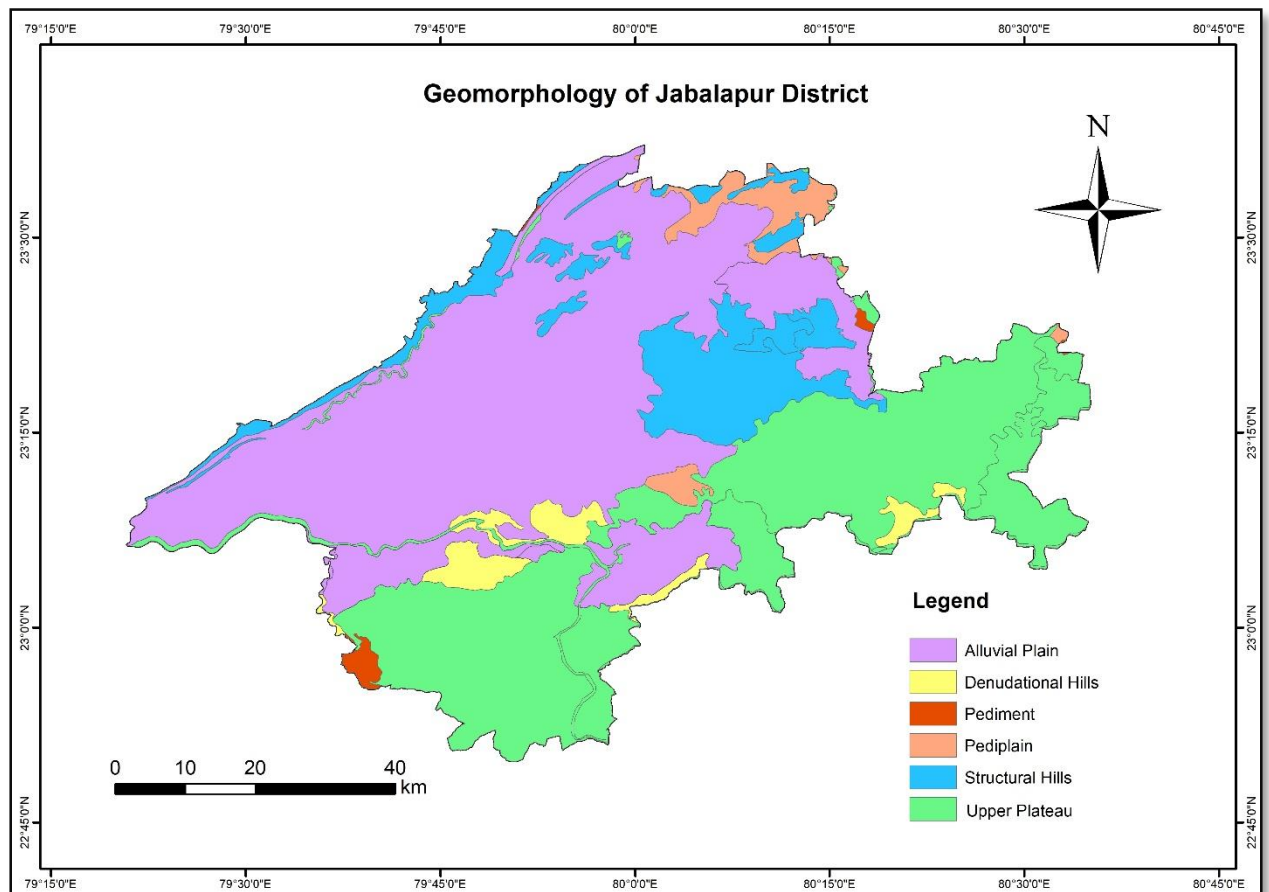 79°15'0"E 79°30'0"E 79°45'0"E 80°0'0"E 80°15'0"E 80°30'0"E 80°45'0"E
Geomorphology of Jabalapur District
N
23°30'0"N 23°30'0"N
23°15'0"N 23°15'0"N
23°0'0"N 23°0'0"N
22°45'0"N 22°45'0"N
Legend
Alluvial Plain
Denudational Hills
Pediment
Pediplain
Structural Hills
Upper Plateau
0 10 20 40
km
79°15'0"E 79°30'0"E 79°45'0"E 80°0'0"E 80°15'0"E 80°30'0"E 80°45'0"E